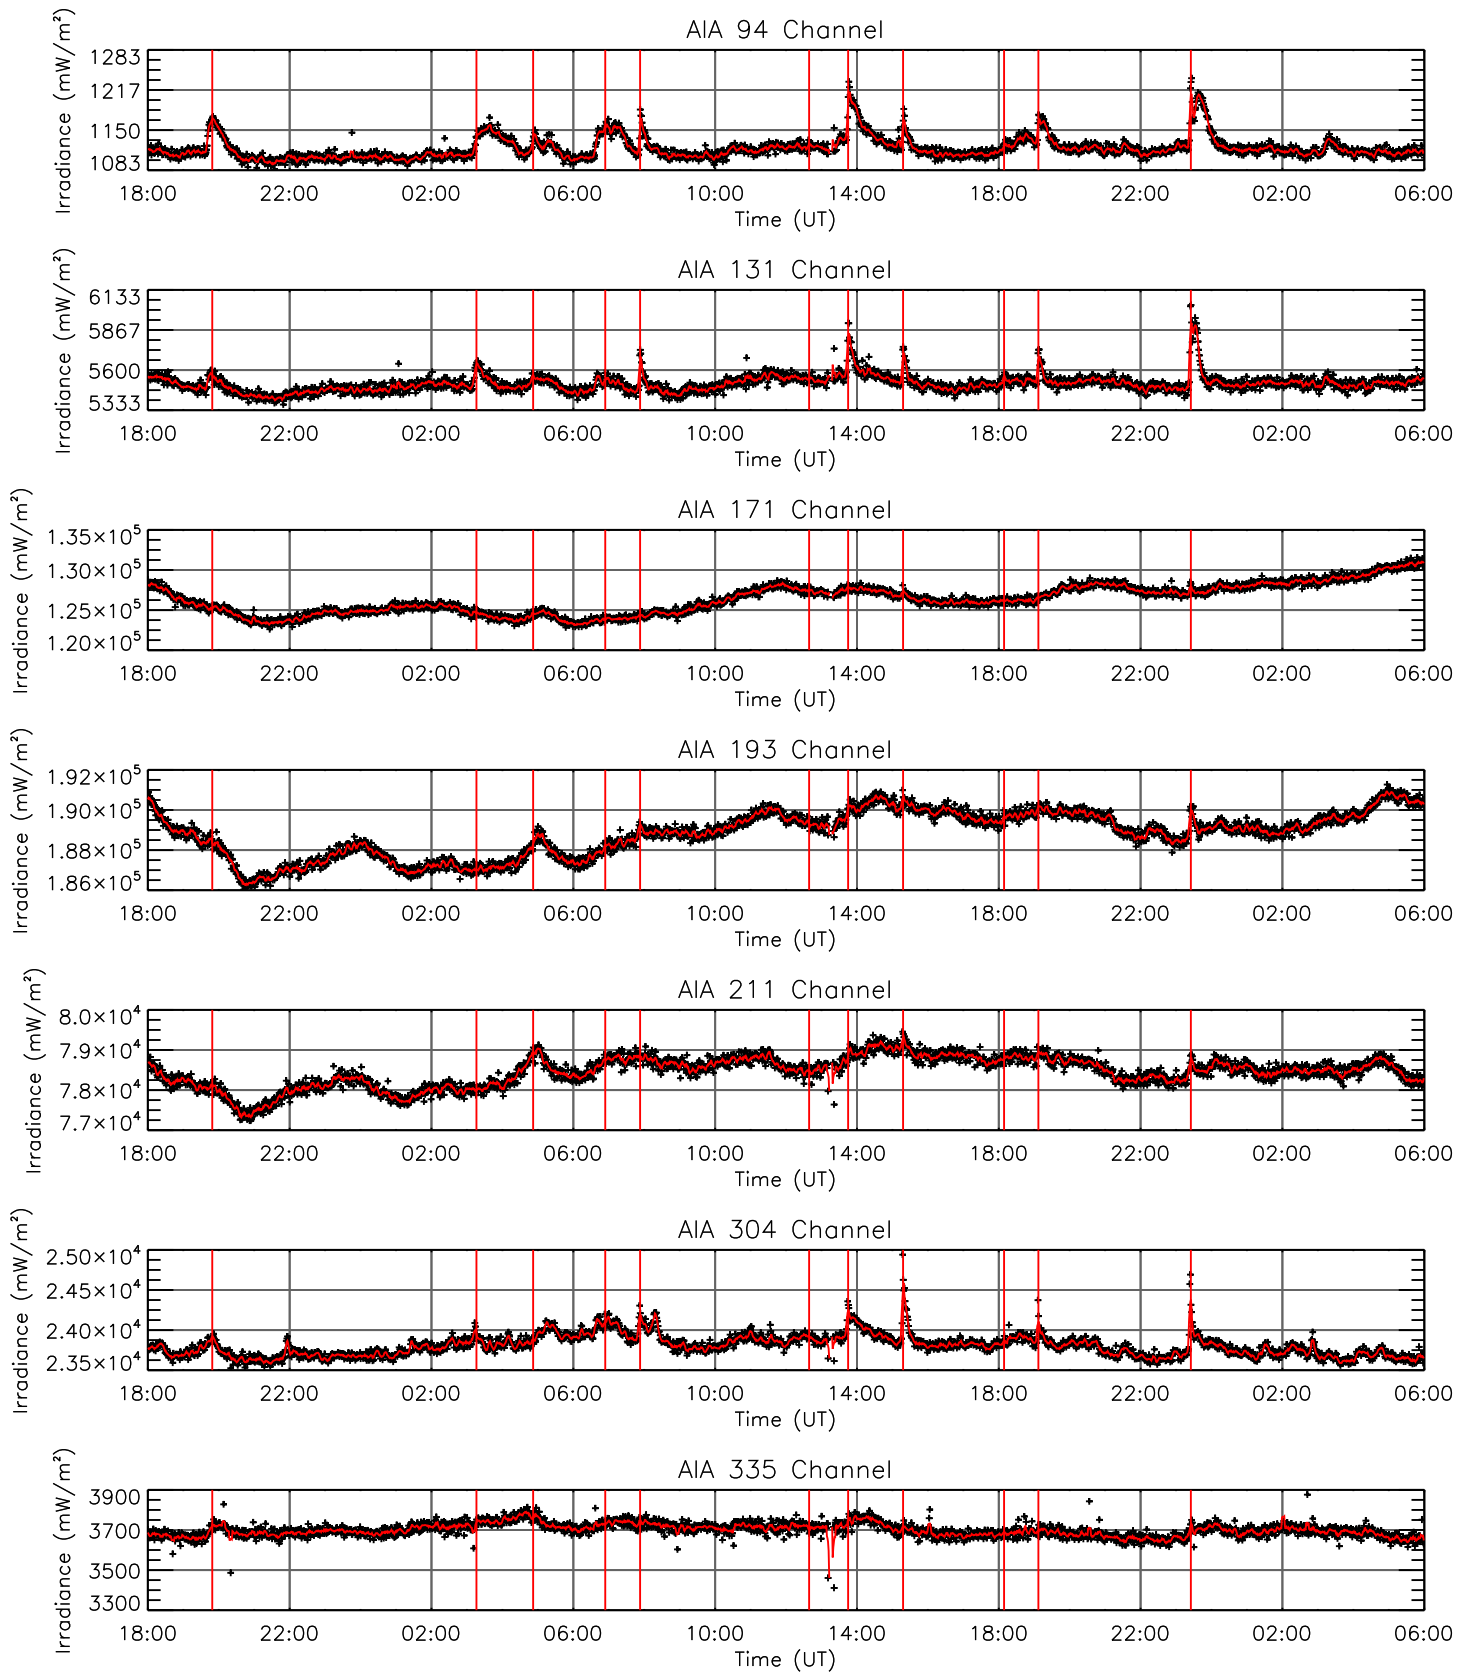 AIA 94 Channel
Irradiance (mW/m²)
1283
1217
1150
1083
18:00 22:00 02:00 06:00 10:00 14:00 18:00 22:00 02:00 06:00
Time (UT)
AIA 131 Channel
Irradiance (mW/m²)
6133
5867
5600
5333
18:00 22:00 02:00 06:00 10:00 14:00 18:00 22:00 02:00 06:00
Time (UT)
AIA 171 Channel
Irradiance (mW/m²)
1.35×10⁵
1.30×10⁵
1.25×10⁵
1.20×10⁵
18:00 22:00 02:00 06:00 10:00 14:00 18:00 22:00 02:00 06:00
Time (UT)
AIA 193 Channel
Irradiance (mW/m²)
1.92×10⁵
1.90×10⁵
1.88×10⁵
1.86×10⁵
18:00 22:00 02:00 06:00 10:00 14:00 18:00 22:00 02:00 06:00
Time (UT)
AIA 211 Channel
Irradiance (mW/m²)
8.0×10⁴
7.9×10⁴
7.8×10⁴
7.7×10⁴
18:00 22:00 02:00 06:00 10:00 14:00 18:00 22:00 02:00 06:00
Time (UT)
AIA 304 Channel
Irradiance (mW/m²)
2.50×10⁴
2.45×10⁴
2.40×10⁴
2.35×10⁴
18:00 22:00 02:00 06:00 10:00 14:00 18:00 22:00 02:00 06:00
Time (UT)
AIA 335 Channel
Irradiance (mW/m²)
3900
3700
3500
3300
18:00 22:00 02:00 06:00 10:00 14:00 18:00 22:00 02:00 06:00
Time (UT)